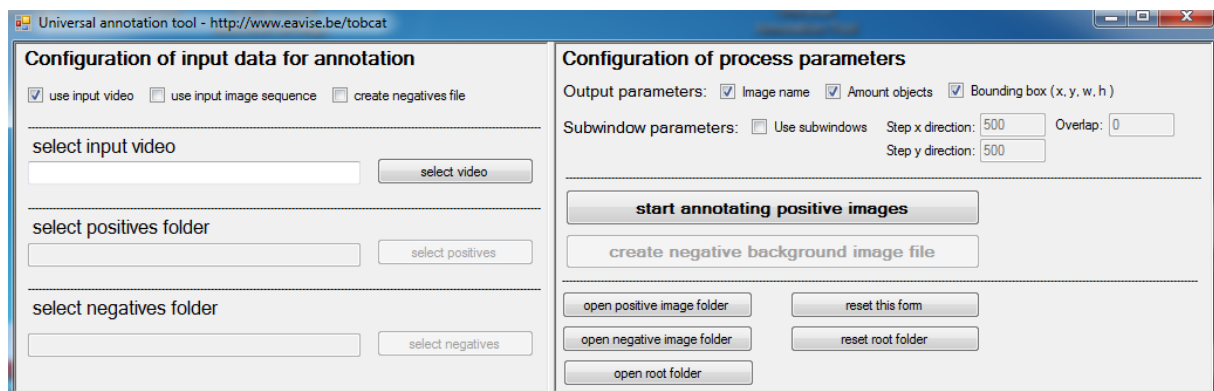 Universal annotation tool - http://www.eavise.be/tobcat
Configuration of input data for annotation
use input video use input image sequence create negatives file
select input video
select video
select positives folder
select positives
select negatives folder
select negatives
Configuration of process parameters
Output parameters: Image name Amount objects Bounding box ( x, y, w, h )
Subwindow parameters: Use subwindows Step x direction: 500 Overlap: 0
Step y direction: 500
start annotating positive images
create negative background image file
open positive image folder reset this form
open negative image folder reset root folder
open root folder